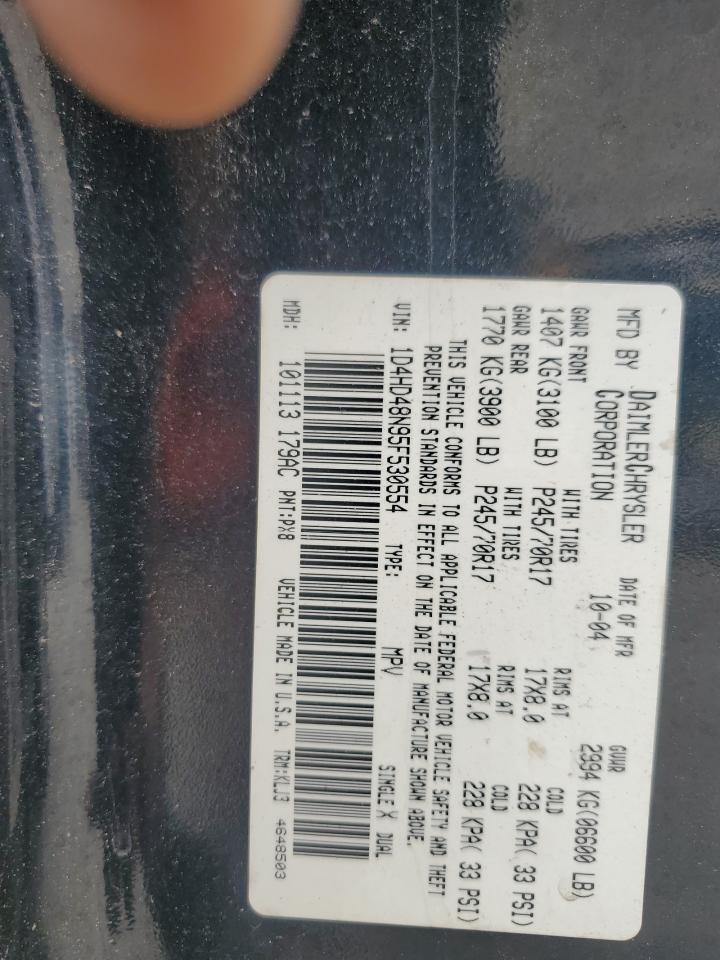 MFD BY DAIMLERCHRYSLER CORPORATION DATE OF MFR 10-04 GVWR 2994 KG(06600 LB)
GAWR FRONT WITH TIRES RIMS AT COLD
1407 KG(3100 LB) P245/70R17 17X8.0 228 KPA( 33 PSI)
GAWR REAR WITH TIRES RIMS AT COLD
1770 KG(3900 LB) P245/70R17 17X8.0 228 KPA( 33 PSI)
THIS VEHICLE CONFORMS TO ALL APPLICABLE FEDERAL MOTOR VEHICLE SAFETY AND THEFT
PREVENTION STANDARDS IN EFFECT ON THE DATE OF MANUFACTURE SHOWN ABOVE.
VIN: 1D4HD48N95F530554 TYPE: MPV SINGLE X DUAL
MDH: 101113 179AC PNT:PX8 VEHICLE MADE IN U.S.A. TRM:KLJ3 4648503